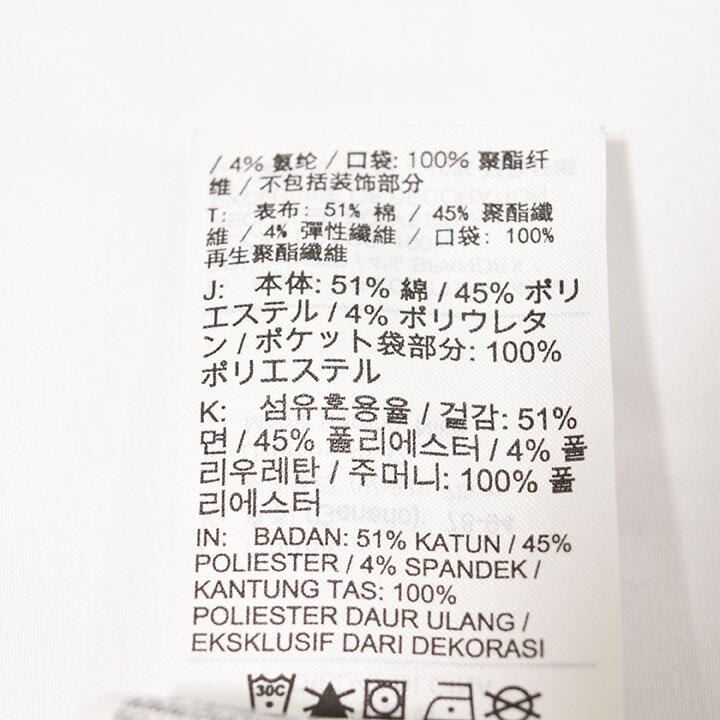 / 4% 氨纶 / 口袋: 100% 聚酯纤
维 / 不包括装饰部分
T: 表布: 51% 棉 / 45% 聚酯纖
維 / 4% 彈性纖維 / 口袋: 100%
再生聚酯纖維
J: 本体: 51% 綿 / 45% ポリ
エステル / 4% ポリウレタ
ン / ポケット袋部分: 100%
ポリエステル
K: 섬유혼용율 / 겉감: 51%
면 / 45% 폴리에스터 / 4% 폴
리우레탄 / 주머니: 100% 폴
리에스터
IN: BADAN: 51% KATUN / 45%
POLIESTER / 4% SPANDEK /
KANTUNG TAS: 100%
POLIESTER DAUR ULANG /
EKSKLUSIF DARI DEKORASI
30C